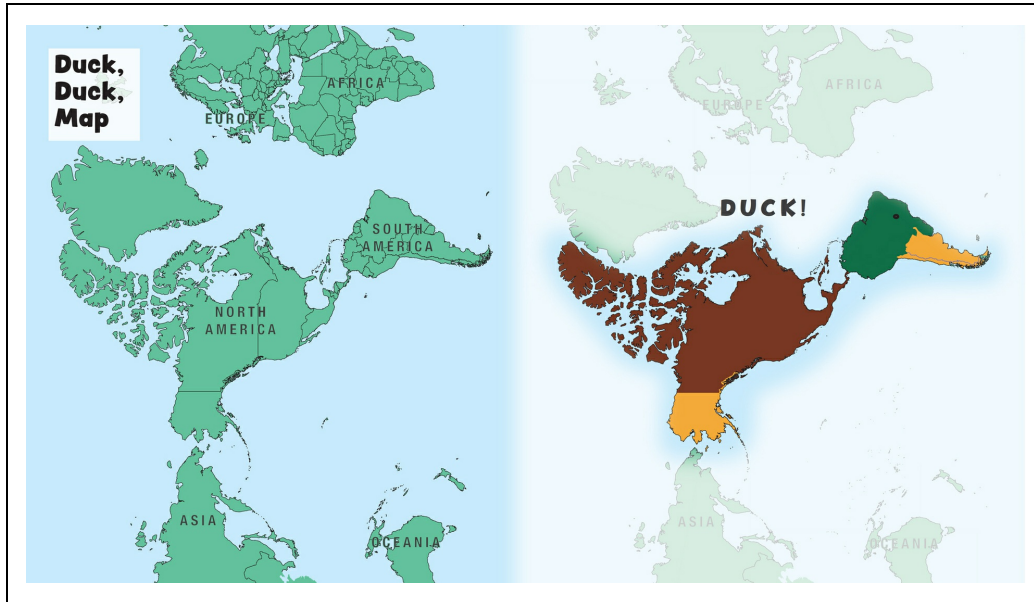 Duck,
Duck,
Map
AFRICA
EUROPE
SOUTH
AMERICA
NORTH
AMERICA
ASIA
OCEANIA
AFRICA
EUROPE
DUCK!
ASIA
OCEANIA